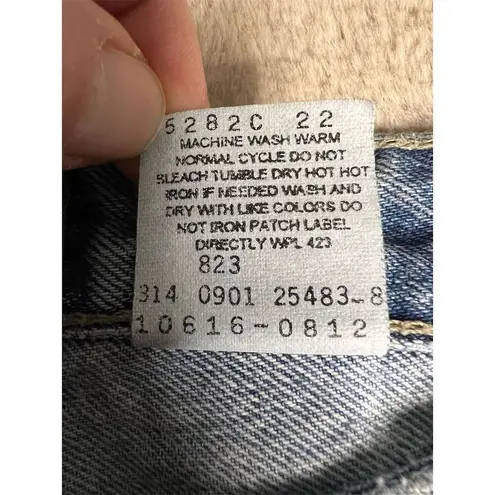 5282C 22
MACHINE WASH WARM
NORMAL CYCLE DO NOT
BLEACH TUMBLE DRY HOT HOT
IRON IF NEEDED WASH AND
DRY WITH LIKE COLORS DO
NOT IRON PATCH LABEL
DIRECTLY WPL 423
823
314 0901 25483-8
10616-0812